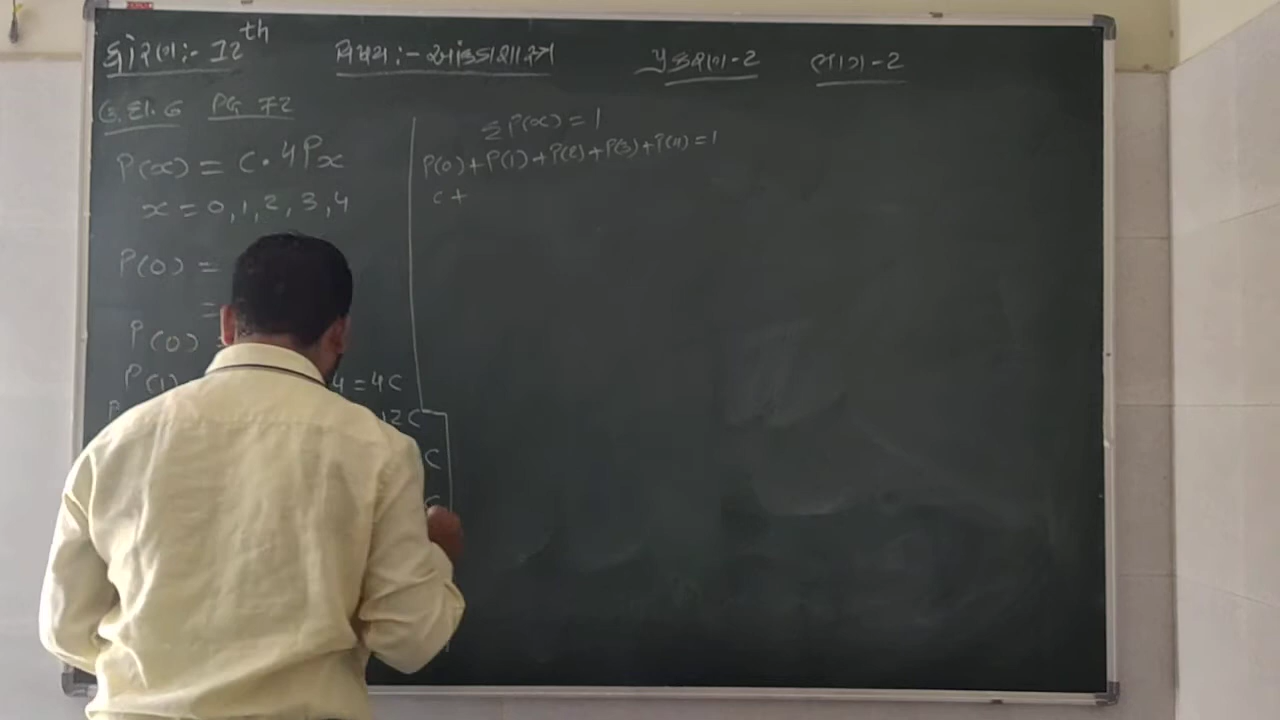 ધોરણ:- 12th વિષય:- આંકડાશાસ્ત્ર પ્રકરણ-2 ભાગ-2
ઉ.દા. 6 PG 72
P(x) = C. 4Px
x = 0,1,2,3,4
P(0) =
=
P(0) =
P(1) 4 = 4C
12C
C
C
ΣP(x) = 1
P(0)+P(1)+P(2)+P(3)+P(4)=1
C +